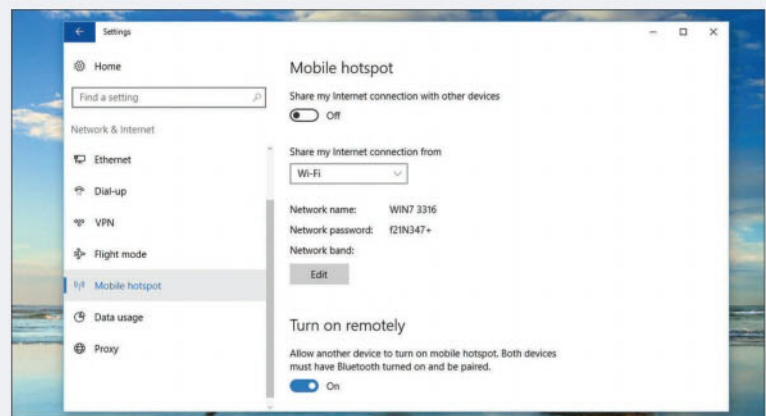 Settings
Home
Find a setting
Network & Internet
Ethernet
Dial-up
VPN
Flight mode
Mobile hotspot
Data usage
Proxy
Mobile hotspot
Share my Internet connection with other devices
Off
Share my Internet connection from
Wi-Fi
Network name: WIN7 3316
Network password: f21N347+
Network band:
Edit
Turn on remotely
Allow another device to turn on mobile hotspot. Both devices
must have Bluetooth turned on and be paired.
On